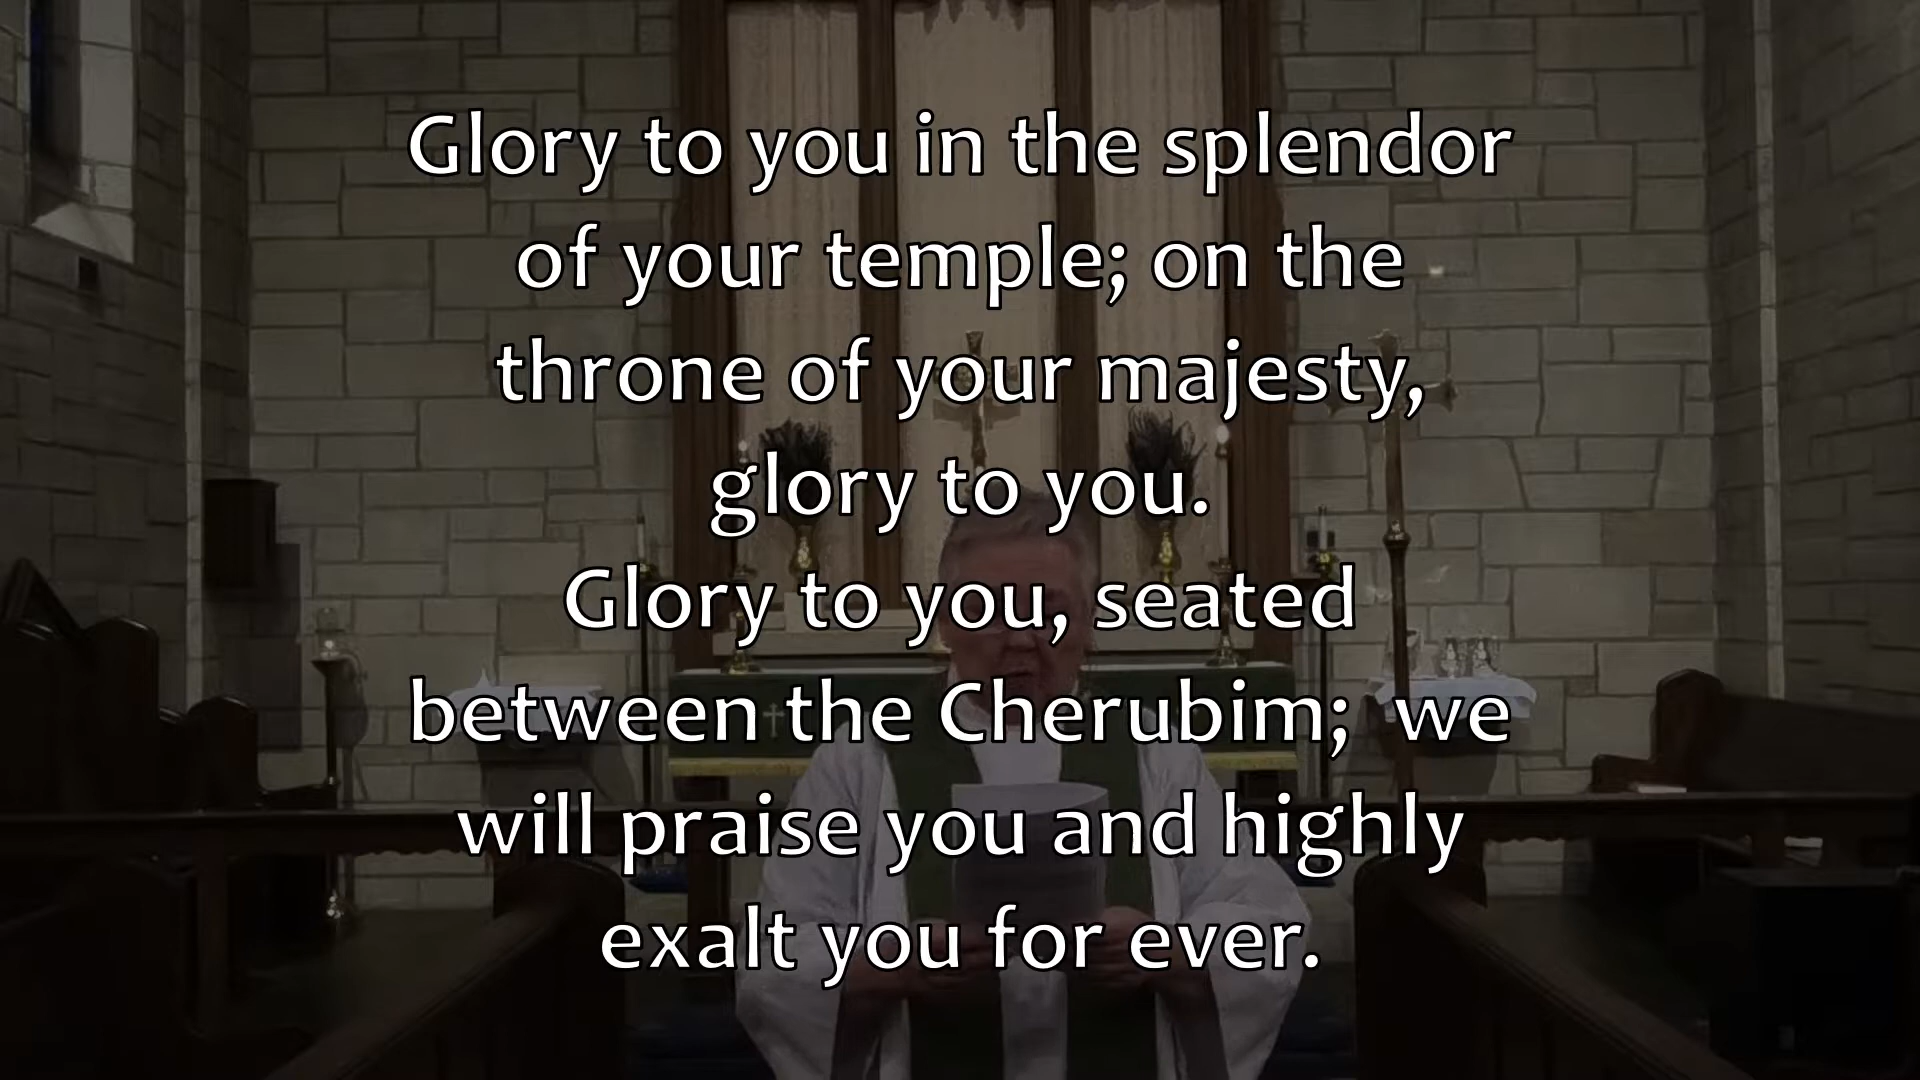 Glory to you in the splendor
of your temple; on the
throne of your majesty,
glory to you.
Glory to you, seated
between the Cherubim;  we
will praise you and highly
exalt you for ever.